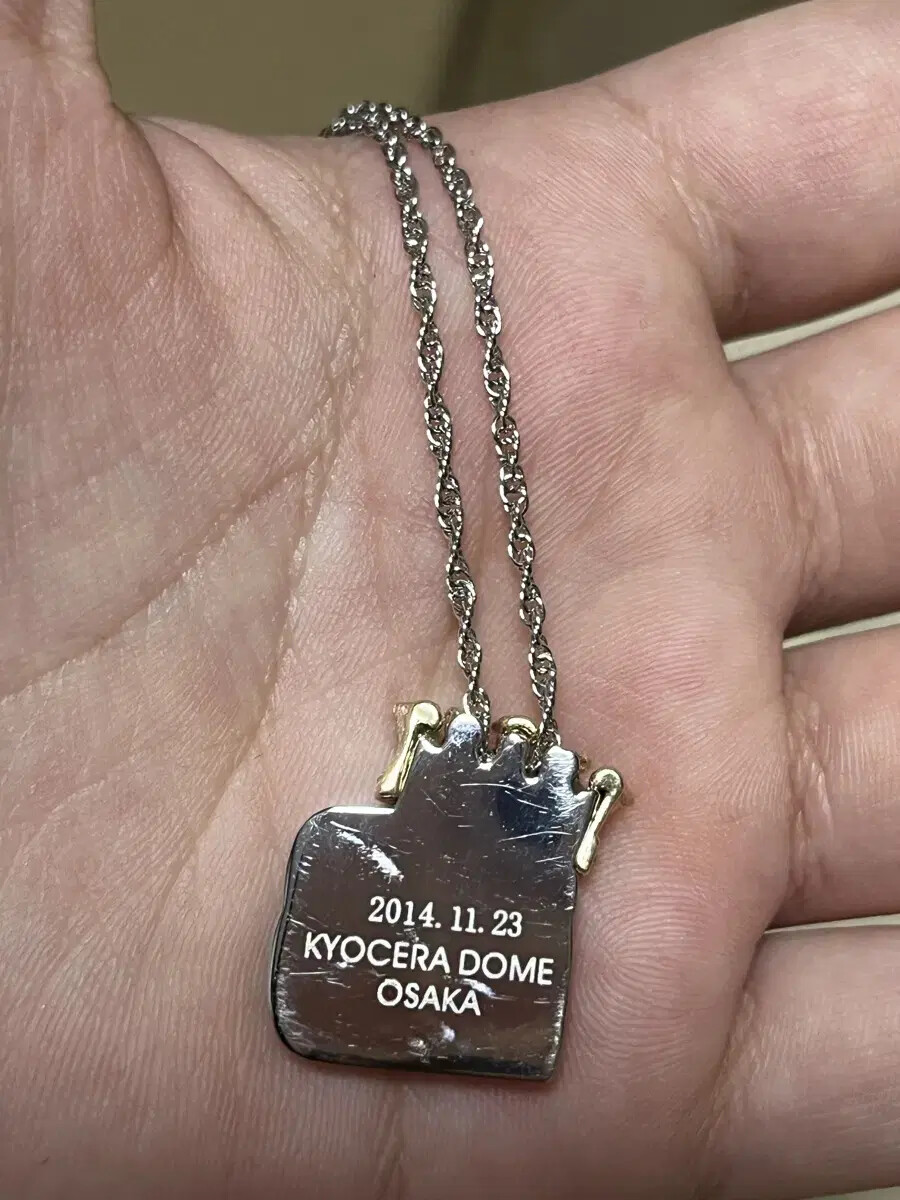 2014. 11. 23
KYOCERA DOME
OSAKA